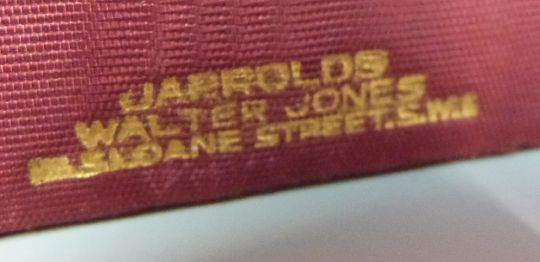 JARROLDS
WALTER JONES
SLOANE STREET. S.W.1